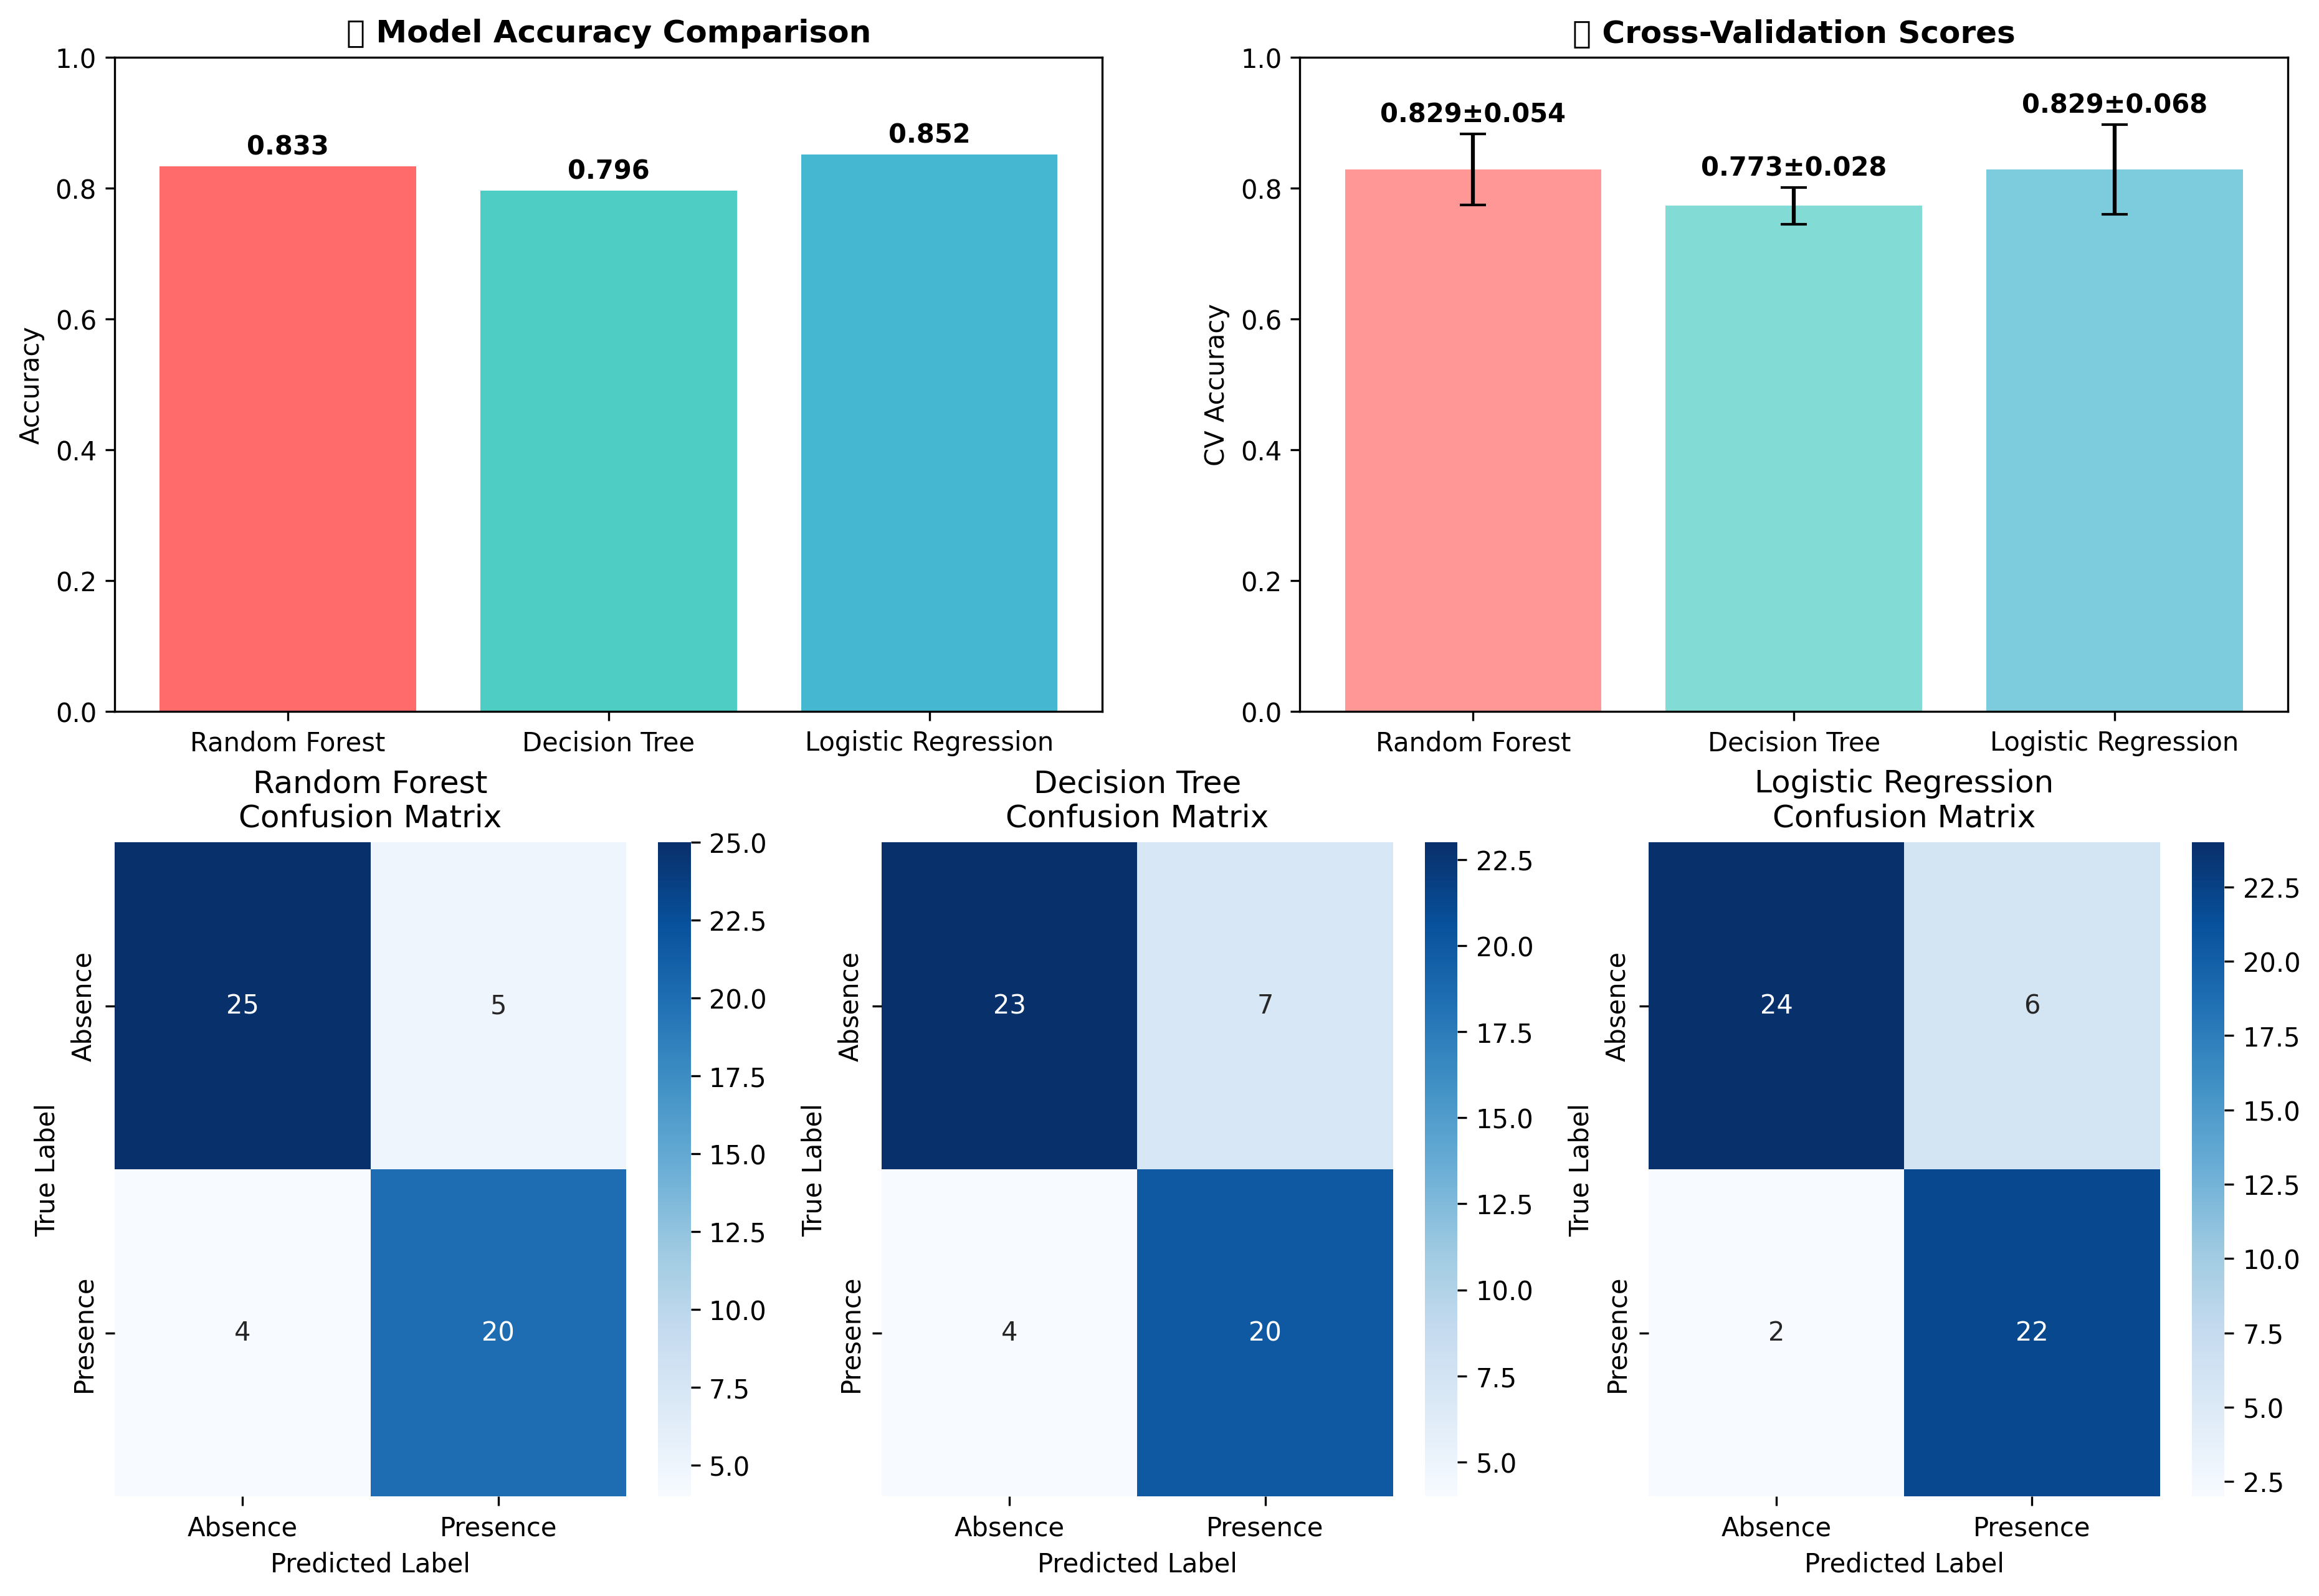 ▯ Model Accuracy Comparison
1.0
0.8
0.6
0.4
0.2
0.0
Accuracy
0.833
0.796
0.852
Random Forest
Decision Tree
Logistic Regression
▯ Cross-Validation Scores
1.0
0.8
0.6
0.4
0.2
0.0
CV Accuracy
0.829±0.054
0.773±0.028
0.829±0.068
Random Forest
Decision Tree
Logistic Regression
Random Forest
Confusion Matrix
True Label
Absence
Presence
25
5
4
20
Absence
Presence
Predicted Label
25.0
22.5
20.0
17.5
15.0
12.5
10.0
7.5
5.0
Decision Tree
Confusion Matrix
True Label
Absence
Presence
23
7
4
20
Absence
Presence
Predicted Label
22.5
20.0
17.5
15.0
12.5
10.0
7.5
5.0
Logistic Regression
Confusion Matrix
True Label
Absence
Presence
24
6
2
22
Absence
Presence
Predicted Label
22.5
20.0
17.5
15.0
12.5
10.0
7.5
5.0
2.5